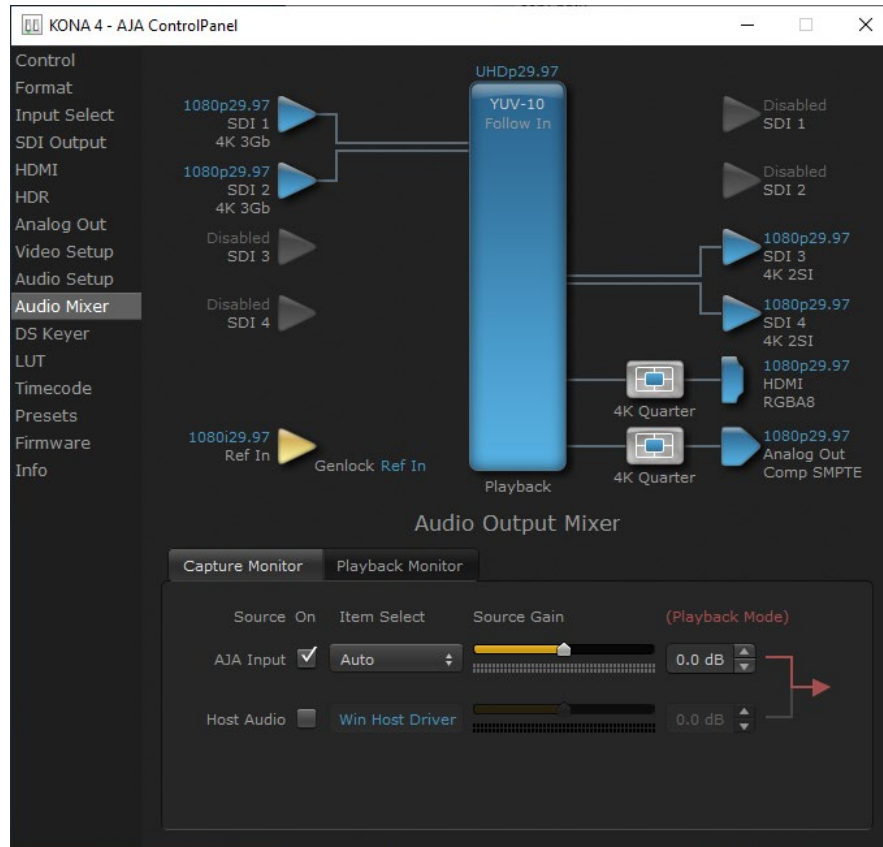 KONA 4 - AJA ControlPanel
Control
Format
Input Select
SDI Output
HDMI
HDR
Analog Out
Video Setup
Audio Setup
Audio Mixer
DS Keyer
LUT
Timecode
Presets
Firmware
Info
1080p29.97
SDI 1
4K 3Gb
1080p29.97
SDI 2
4K 3Gb
Disabled
SDI 3
Disabled
SDI 4
1080i29.97
Ref In
Genlock Ref In
UHDp29.97
YUV-10
Follow In
Playback
Disabled
SDI 1
Disabled
SDI 2
1080p29.97
SDI 3
4K 2SI
1080p29.97
SDI 4
4K 2SI
4K Quarter
1080p29.97
HDMI
RGBA8
4K Quarter
1080p29.97
Analog Out
Comp SMPTE
Audio Output Mixer
Capture Monitor Playback Monitor
Source On Item Select Source Gain (Playback Mode)
AJA Input Auto 0.0 dB
Host Audio Win Host Driver 0.0 dB